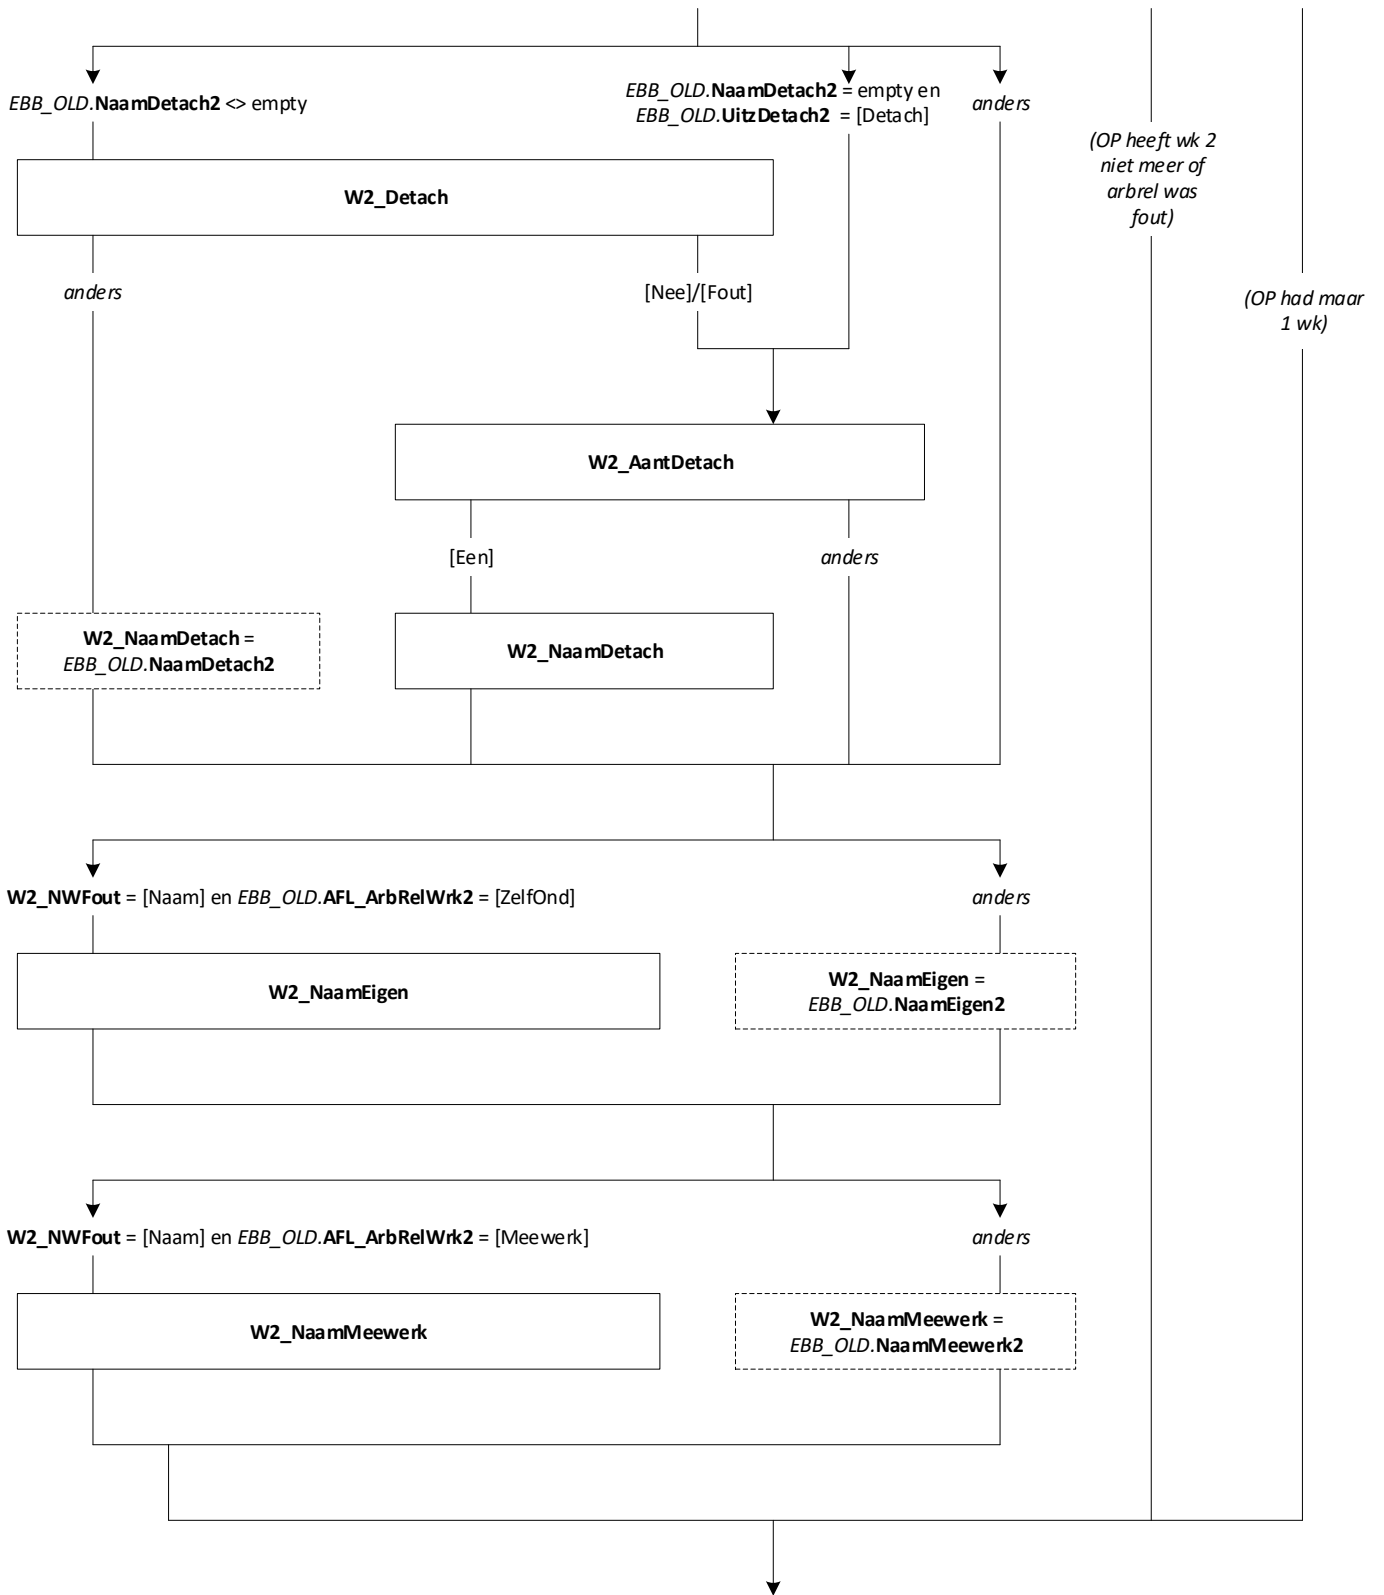 EBB_OLD.NaamDetach2 <> empty
EBB_OLD.NaamDetach2 = empty en
EBB_OLD.UitzDetach2 = [Detach]
anders
(OP heeft wk 2
niet meer of
arbrel was
fout)
W2_Detach
anders
[Nee]/[Fout]
(OP had maar
1 wk)
W2_AantDetach
[Een]
anders
W2_NaamDetach =
EBB_OLD.NaamDetach2
W2_NaamDetach
W2_NWFout = [Naam] en EBB_OLD.AFL_ArbRelWrk2 = [ZelfOnd]
anders
W2_NaamEigen
W2_NaamEigen =
EBB_OLD.NaamEigen2
W2_NWFout = [Naam] en EBB_OLD.AFL_ArbRelWrk2 = [Meewerk]
anders
W2_NaamMeewerk
W2_NaamMeewerk =
EBB_OLD.NaamMeewerk2